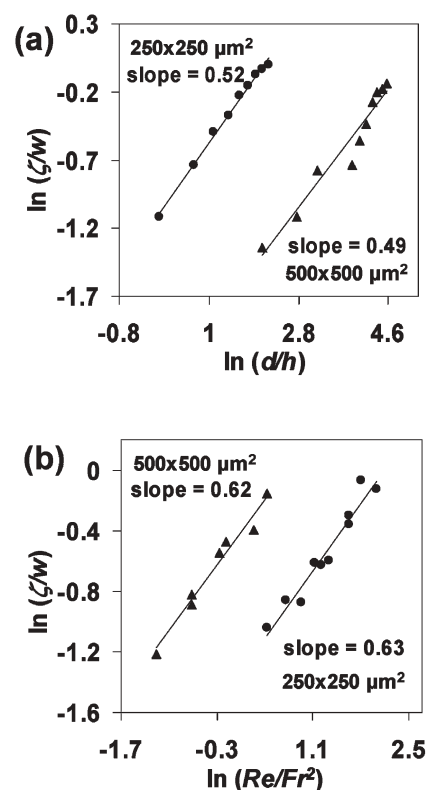 (a)
0.3
-0.2
-0.7
-1.2
-1.7
ln (ζ/w)
250x250 µm²
slope = 0.52
slope = 0.49
500x500 µm²
-0.8 1 2.8 4.6
ln (d/h)
(b)
0
-0.4
-0.8
-1.2
-1.6
ln (ζ/w)
500x500 µm²
slope = 0.62
slope = 0.63
250x250 µm²
-1.7 -0.3 1.1 2.5
ln (Re/Fr²)